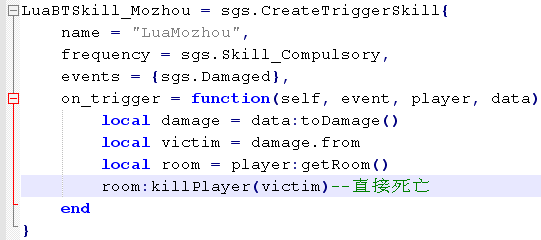 LuaBTSkill_Mozhou = sgs.CreateTriggerSkill{
name = "LuaMozhou",
frequency = sgs.Skill_Compulsory,
events = {sgs.Damaged},
on_trigger = function(self, event, player, data)
local damage = data:toDamage()
local victim = damage.from
local room = player:getRoom()
room:killPlayer(victim)--直接死亡
end
}